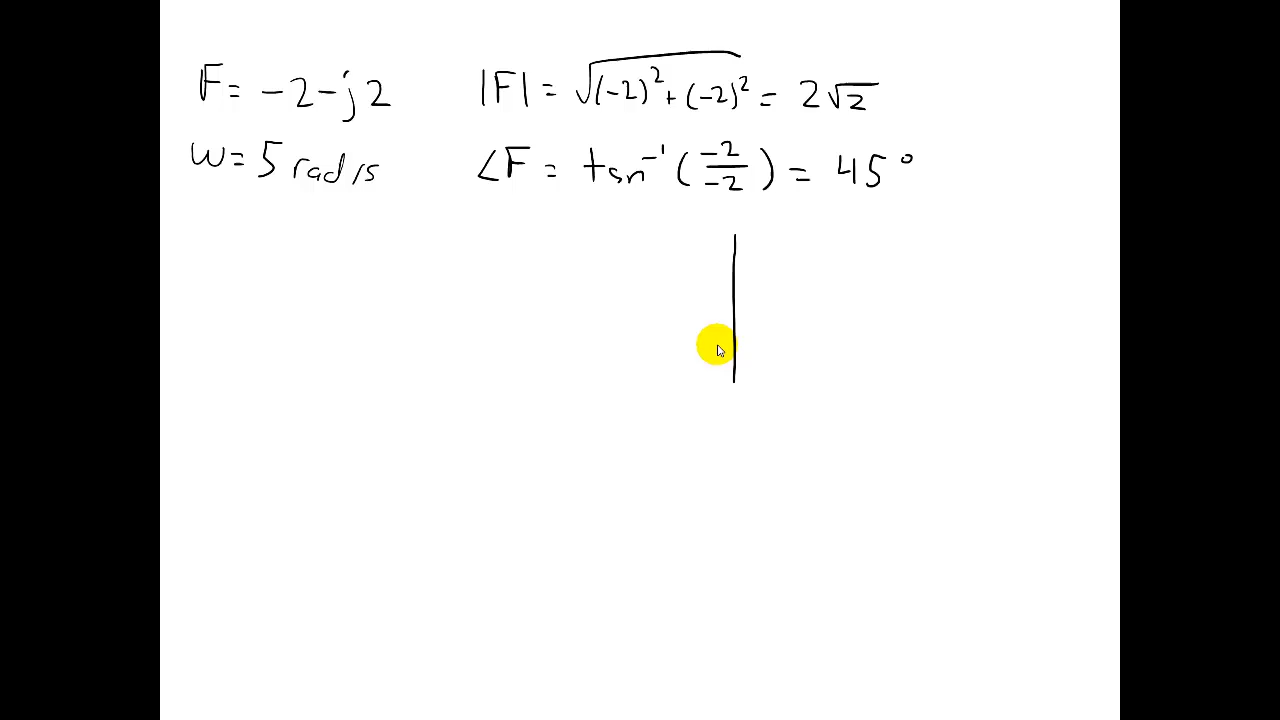 F = -2-j2 |F| = √((-2)²+(-2)²) = 2√2
w = 5 rad/s ∠F = tan⁻¹(-2/-2) = 45°